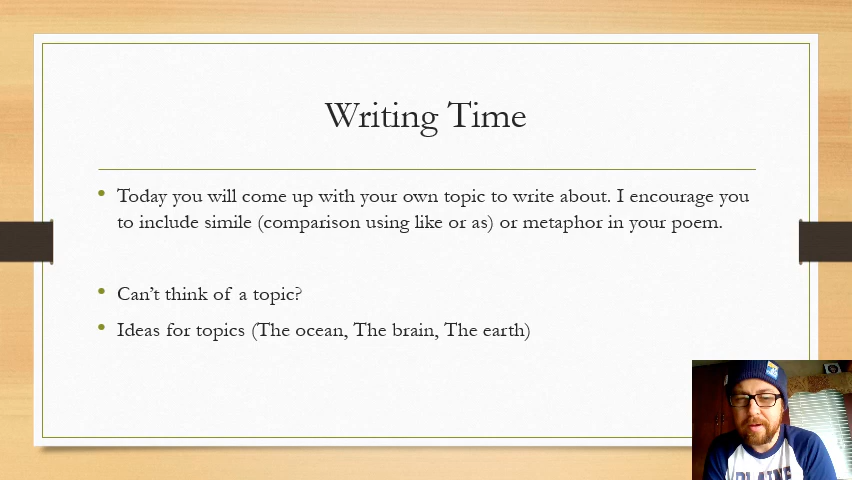 Writing Time
• Today you will come up with your own topic to write about. I encourage you
to include simile (comparison using like or as) or metaphor in your poem.
• Can't think of a topic?
• Ideas for topics (The ocean, The brain, The earth)